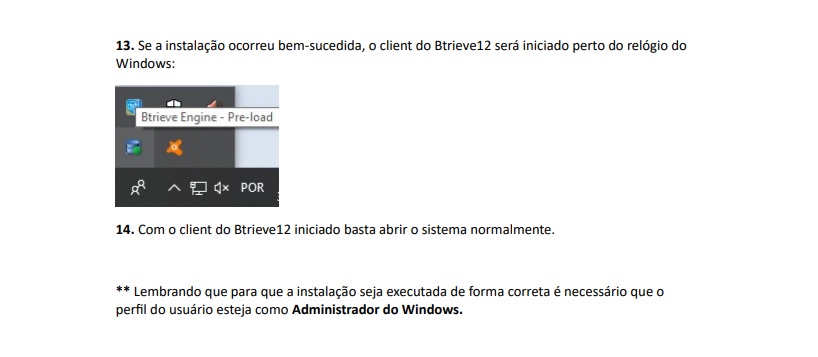 13. Se a instalação ocorreu bem-sucedida, o client do Btrieve12 será iniciado perto do relógio do
Windows:
Btrieve Engine - Pre-load
POR
14. Com o client do Btrieve12 iniciado basta abrir o sistema normalmente.
** Lembrando que para que a instalação seja executada de forma correta é necessário que o
perfil do usuário esteja como Administrador do Windows.